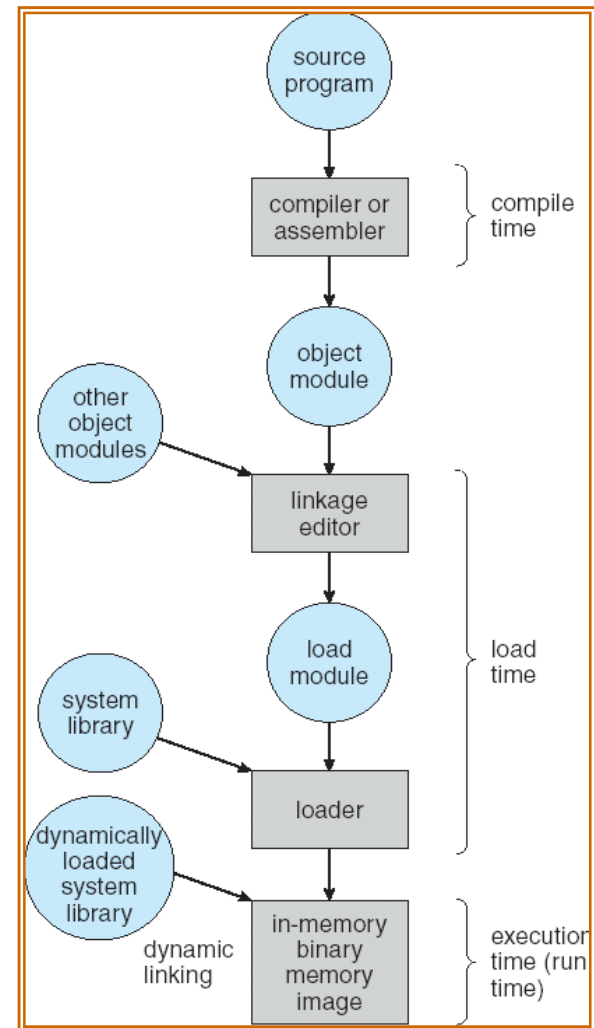 source
program
compiler or
assembler
compile
time
object
module
other
object
modules
linkage
editor
load
module
load
time
system
library
loader
dynamically
loaded
system
library
dynamic
linking
in-memory
binary
memory
image
execution
time (run
time)